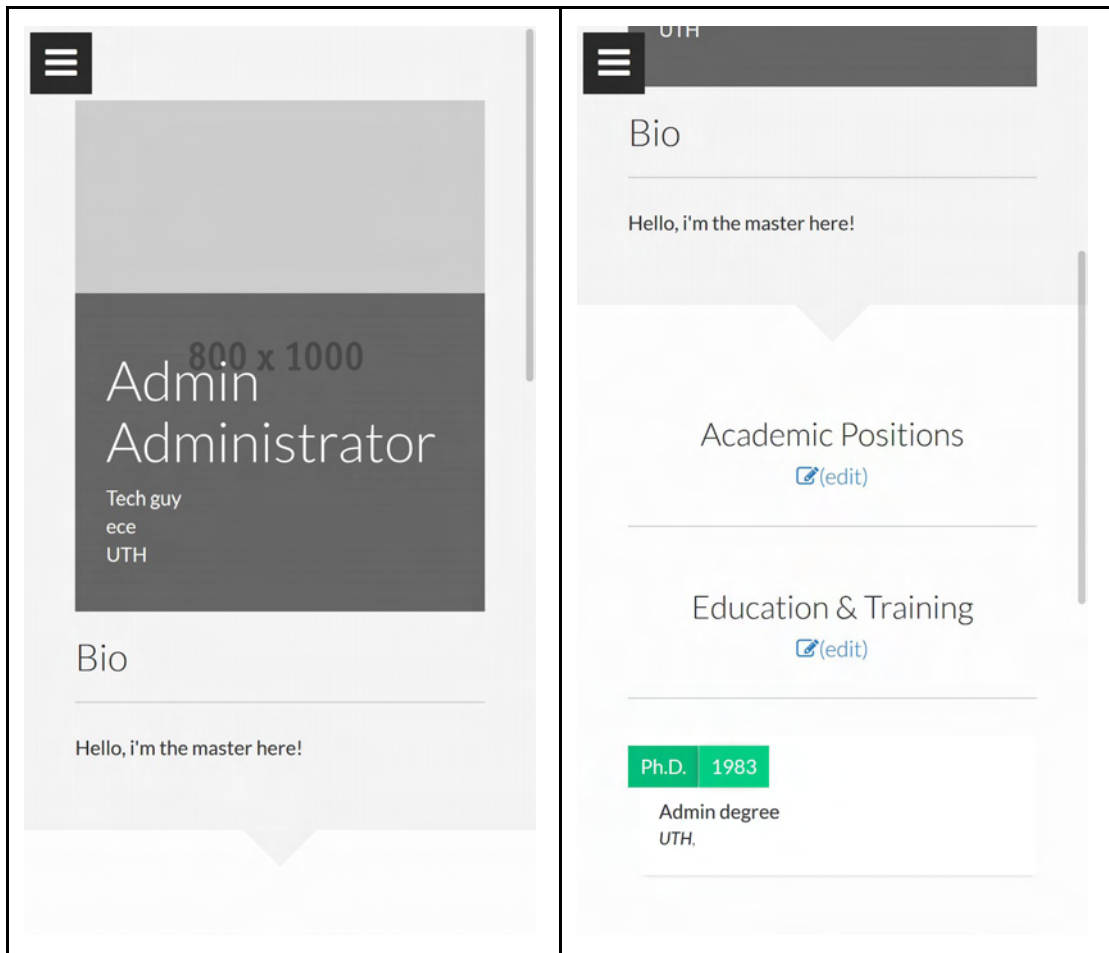 800 x 1000
Admin
Administrator
Tech guy
ece
UTH
Bio
Hello, i'm the master here!
UTH
Bio
Hello, i'm the master here!
Academic Positions
(edit)
Education & Training
(edit)
Ph.D. 1983
Admin degree
UTH,